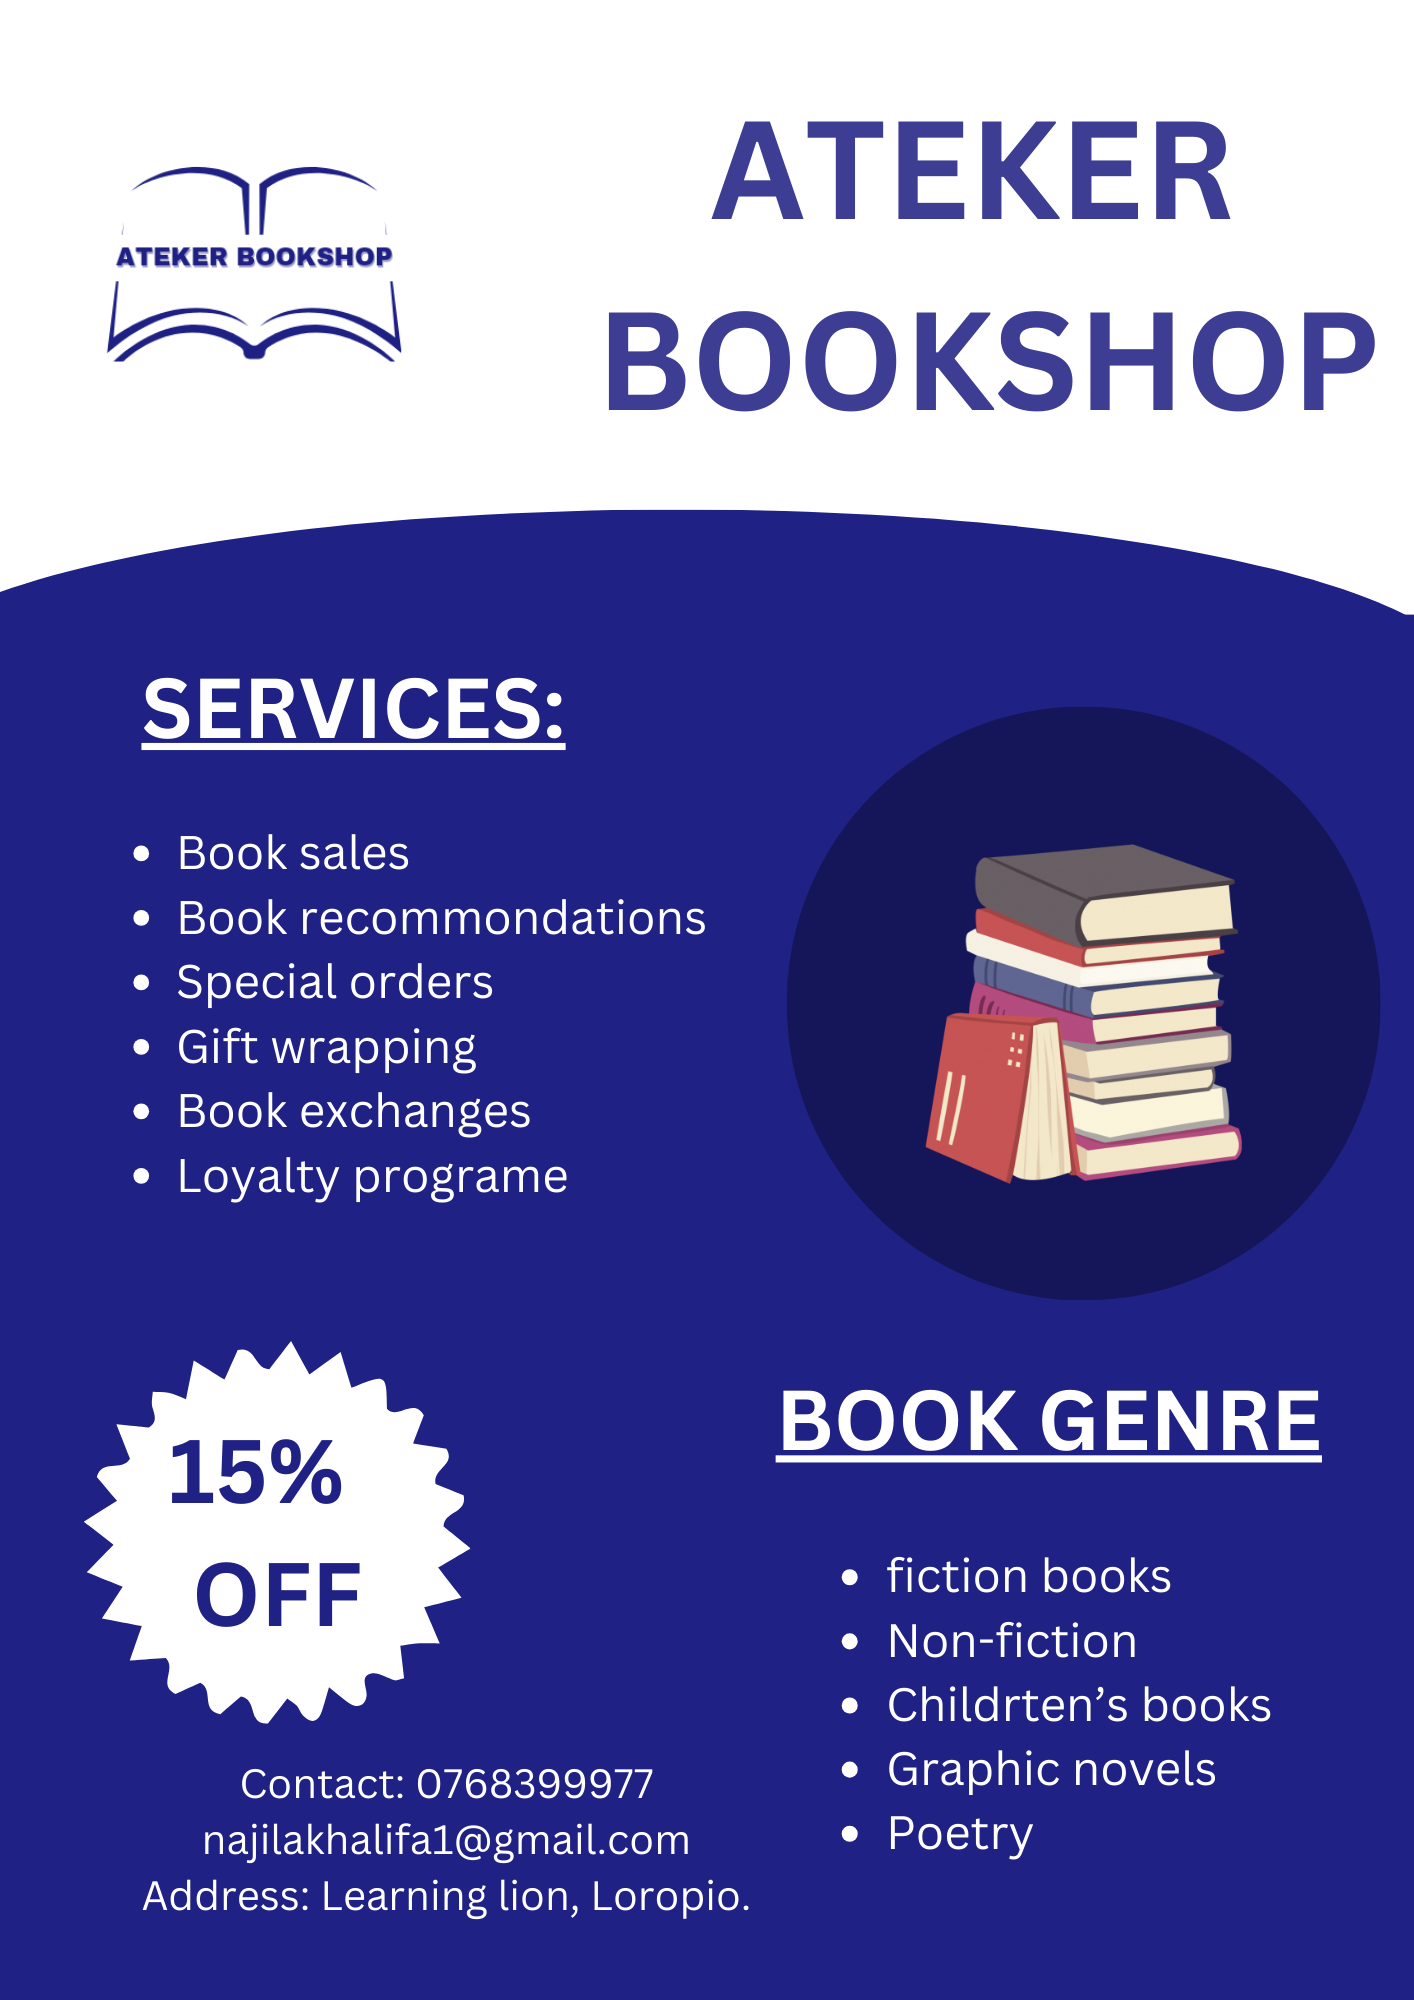 ATEKER BOOKSHOP
ATEKER
BOOKSHOP
SERVICES:
• Book sales
• Book recommondations
• Special orders
• Gift wrapping
• Book exchanges
• Loyalty programe
15%
OFF
BOOK GENRE
• fiction books
• Non-fiction
• Childrten’s books
• Graphic novels
• Poetry
Contact: 0768399977
najilakhalifa1@gmail.com
Address: Learning lion, Loropio.